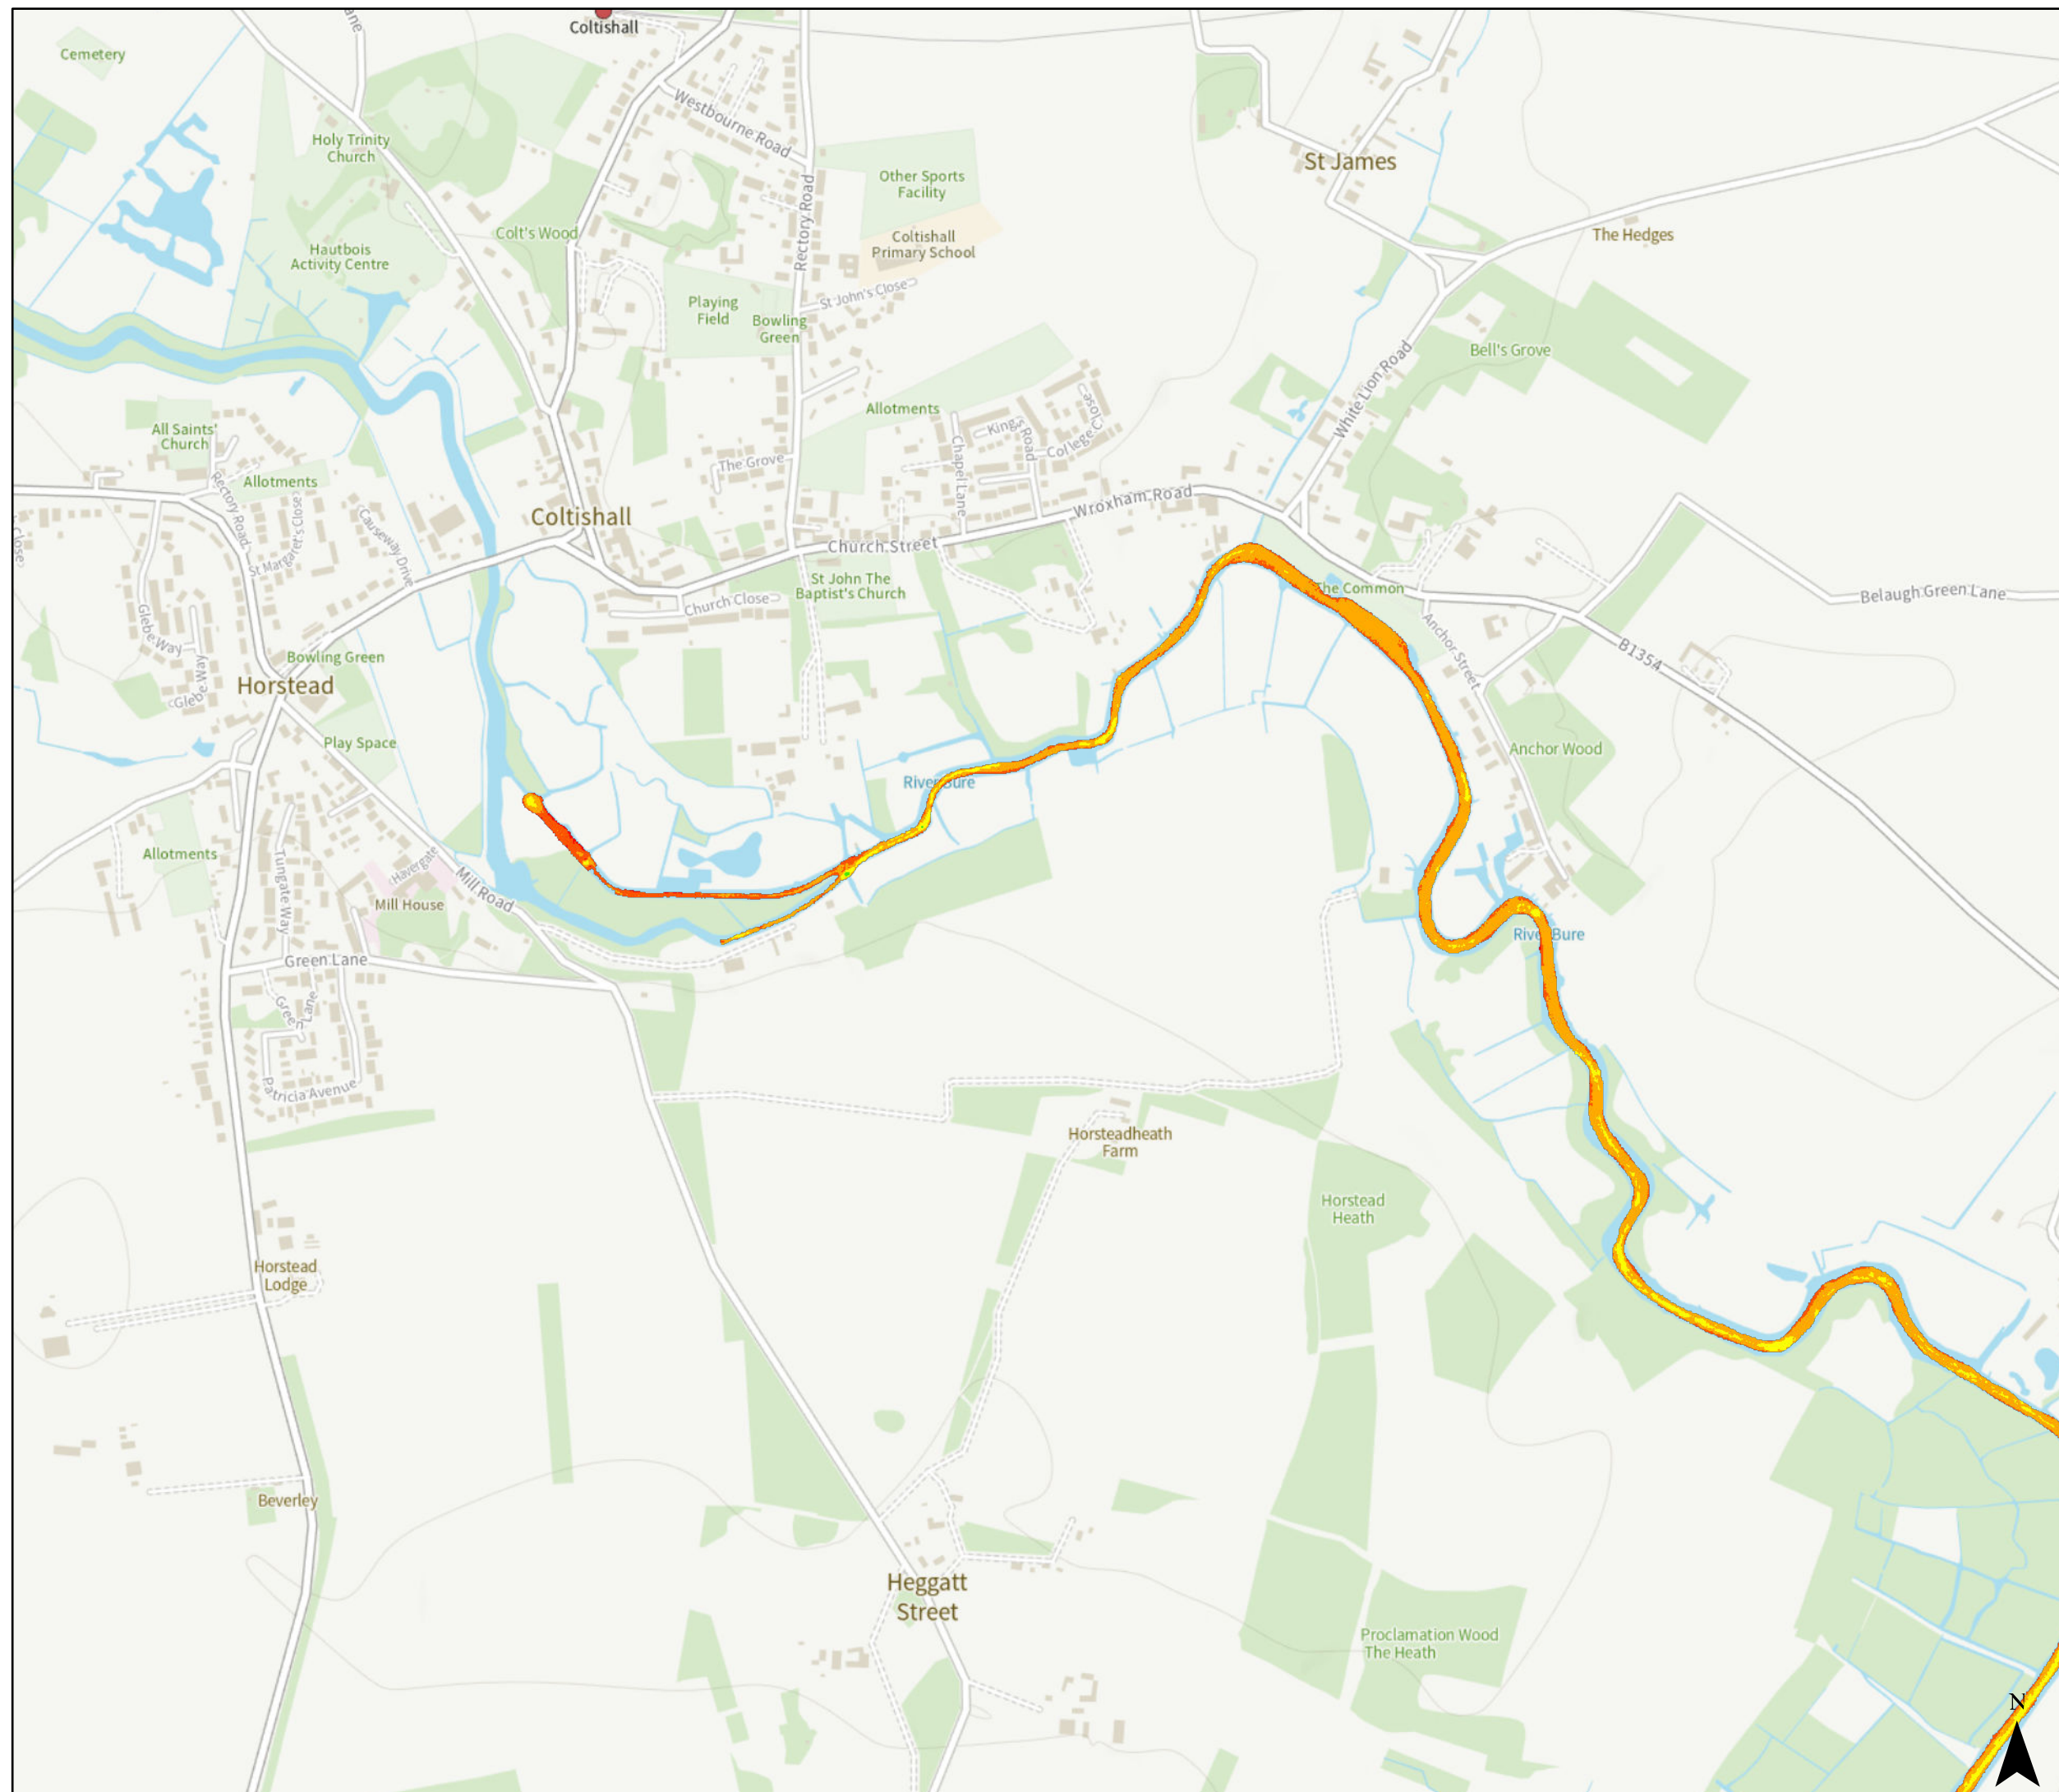 Coltishall
Cemetery
Westbourne Road
Holy Trinity
Church
St James
Other Sports
Facility
Rectory Road
Colt's Wood
Coltishall
Primary School
The Hedges
Hautbois
Activity Centre
St John's Close
Playing
Field
Bowling
Green
White Lion Road
Bell's Grove
Allotments
All Saints'
Church
Kings
Road
College Close
Chapel Lane
The Grove
Allotments
Rectory Road
St Margaret's Close
Causeway Drive
Close
Wroxham Road
Coltishall
Church Street
St John The
Baptist's Church
The Common
Belaugh Green Lane
Church Close
Glebe Way
Anchor Street
B1354
Bowling Green
Horstead
Glebe Way
Play Space
Anchor Wood
River Bure
Allotments
Havergate
Mill Road
Tungate Way
Mill House
River Bure
Green Lane
Green
Lane
Patricia Avenue
Horsteadheath
Farm
Horstead
Heath
Horstead
Lodge
Beverley
Heggatt
Street
Proclamation Wood
The Heath
N